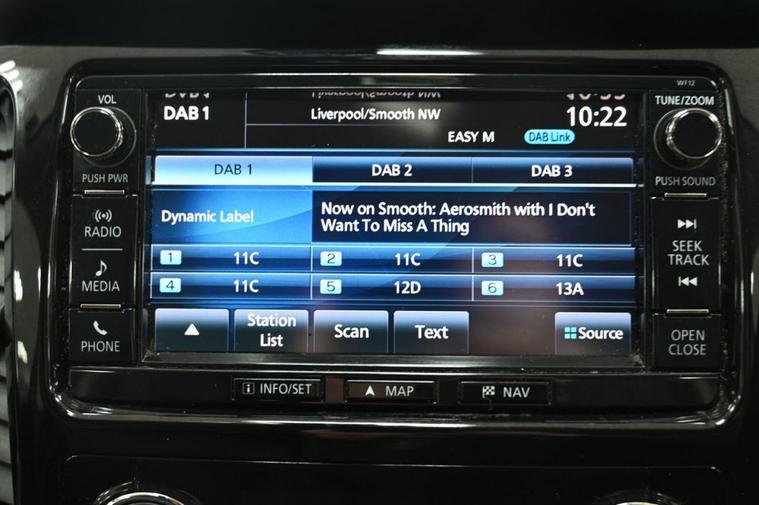 WF12
VOL
DAB 1
Liverpool/Smooth NW
10:22
TUNE/ZOOM
EASY M
DAB Link
PUSH PWR
DAB 1 DAB 2 DAB 3
PUSH SOUND
RADIO
Dynamic Label
Now on Smooth: Aerosmith with I Don't
Want To Miss A Thing
SEEK
TRACK
1 11C 2 11C 3 11C
MEDIA
4 11C 5 12D 6 13A
Station
List
Scan
Text
Source
PHONE
OPEN
CLOSE
i INFO/SET
MAP
NAV